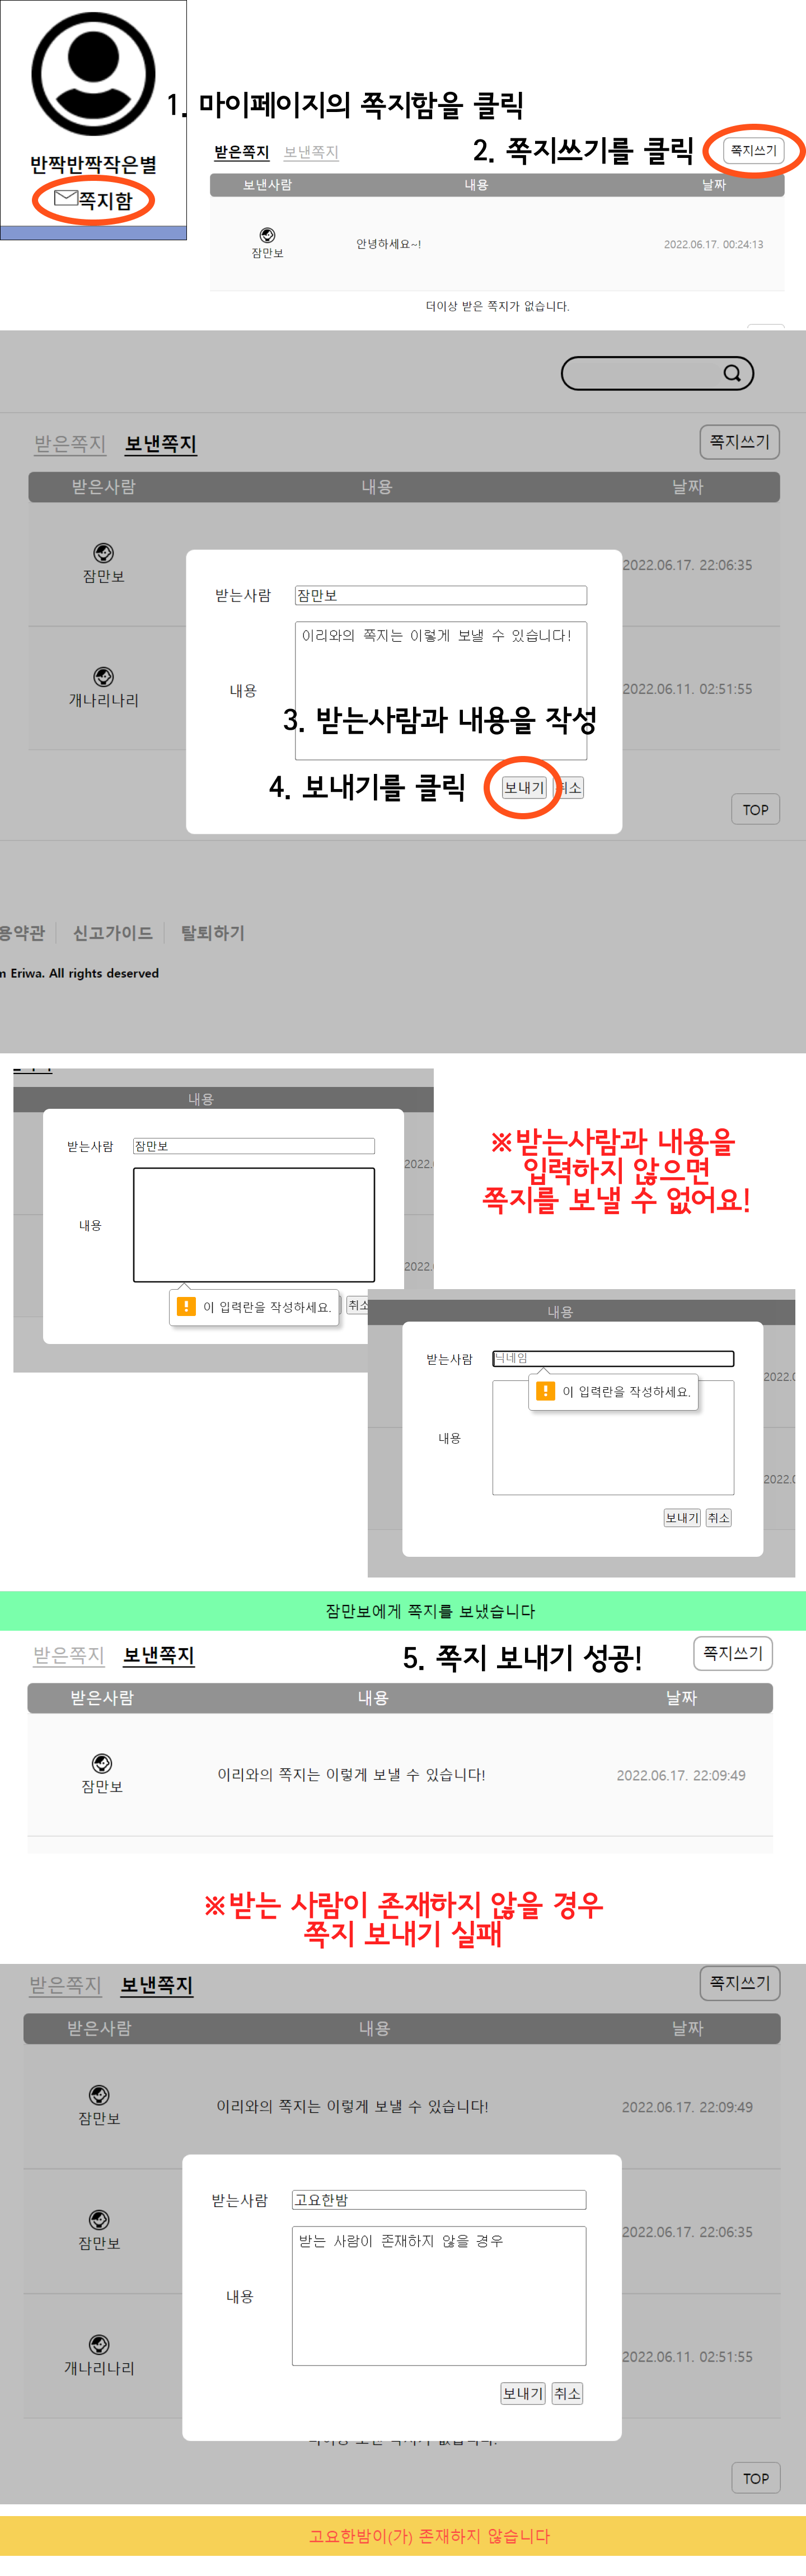 1. 마이페이지의 쪽지함을 클릭
반짝반짝작은별
쪽지함
2. 쪽지쓰기를 클릭
쪽지쓰기
받은쪽지 보낸쪽지
보낸사람 내용 날짜
잠만보 안녕하세요~! 2022.06.17. 00:24:13
더이상 받은 쪽지가 없습니다.
받은쪽지 보낸쪽지 쪽지쓰기
받은사람 내용 날짜
잠만보 2022.06.17. 22:06:35
개나리나리 2022.06.11. 02:51:55
받는사람 잠만보
내용 이리와의 쪽지는 이렇게 보낼 수 있습니다!
3. 받는사람과 내용을 작성
4. 보내기를 클릭
보내기 취소
TOP
용약관 신고가이드 탈퇴하기
m Eriwa. All rights deserved
내용
받는사람 잠만보
2022.0
내용
2022.0
이 입력란을 작성하세요.
취소
※받는사람과 내용을
입력하지 않으면
쪽지를 보낼 수 없어요!
내용
받는사람 닉네임
2022.0
이 입력란을 작성하세요.
내용
2022.0
보내기 취소
잠만보에게 쪽지를 보냈습니다
받은쪽지 보낸쪽지
5. 쪽지 보내기 성공!
쪽지쓰기
받은사람 내용 날짜
잠만보 이리와의 쪽지는 이렇게 보낼 수 있습니다! 2022.06.17. 22:09:49
※받는 사람이 존재하지 않을 경우
쪽지 보내기 실패
받은쪽지 보낸쪽지 쪽지쓰기
받은사람 내용 날짜
잠만보 이리와의 쪽지는 이렇게 보낼 수 있습니다! 2022.06.17. 22:09:49
잠만보 2022.06.17. 22:06:35
개나리나리 2022.06.11. 02:51:55
받는사람 고요한밤
내용 받는 사람이 존재하지 않을 경우
보내기 취소
TOP
고요한밤이(가) 존재하지 않습니다